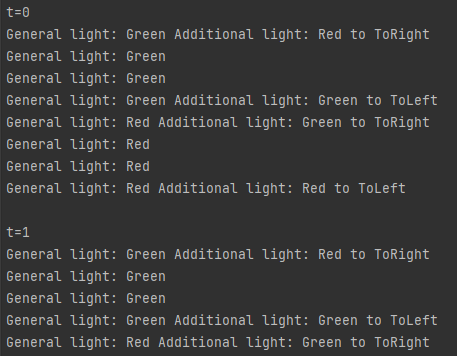 t=0
General light: Green Additional light: Red to ToRight
General light: Green
General light: Green
General light: Green Additional light: Green to ToLeft
General light: Red Additional light: Green to ToRight
General light: Red
General light: Red
General light: Red Additional light: Red to ToLeft
t=1
General light: Green Additional light: Red to ToRight
General light: Green
General light: Green
General light: Green Additional light: Green to ToLeft
General light: Red Additional light: Green to ToRight